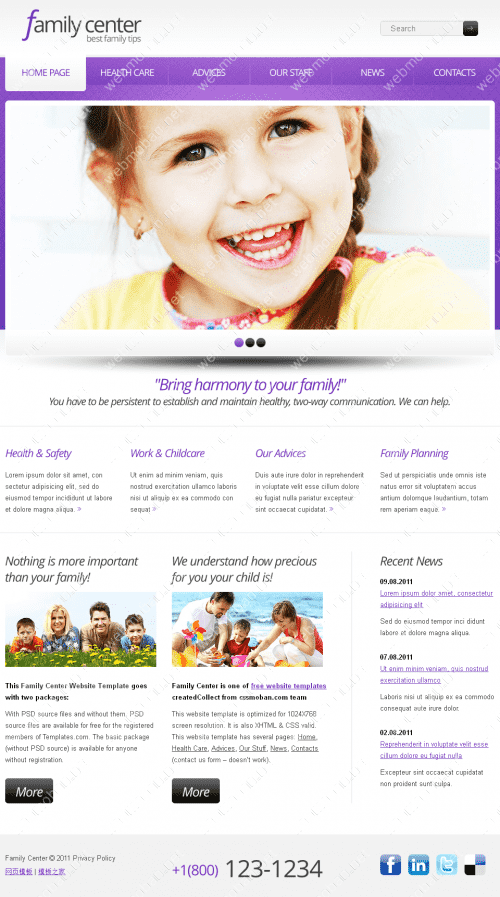 family center
best family tips
Search
HOME PAGE
HEALTH CARE
ADVICES
OUR STAFF
NEWS
CONTACTS
"Bring harmony to your family!"
You have to be persistent to establish and maintain healthy, two-way communication. We can help.
Health & Safety
Lorem ipsum dolor sit amet, con
sectetur adipisicing elit, sed do
eiusmod tempor incididunt ut labore
et dolore magna aliqua. »
Work & Childcare
Ut enim ad minim veniam, quis
nostrud exercitation ullamco laboris
nisi ut aliquip ex ea commodo con
sequat »
Our Advices
Duis aute irure dolor in reprehenderit
in voluptate velit esse cillum dolore
eu fugiat nulla pariatur excepteur
sint occaecat cupidatat. »
Family Planning
Sed ut perspiciatis unde omnis iste
natus error sit voluptatem accus
antium dolomque laudantium, totam
rem aperiam eaque. »
Nothing is more important
than your family!
This Family Center Website Template goes
with two packages:
With PSD source files and without them. PSD
source files are available for free for the registered
members of Templates.com. The basic package
(without PSD source) is available for anyone
without registration.
More
We understand how precious
for you your child is!
Family Center is one of free website templates
createdCollect from cssmoban.com team
This website template is optimized for 1024X768
screen resolution. It is also XHTML & CSS valid.
This website template has several pages: Home,
Health Care, Advices, Our Stuff, News, Contacts
(contact us form – doesn't work).
More
Recent News
09.08.2011
Lorem ipsum dolor amet, consectetur
adipisicing elit
Sed do eiusmod tempor inci didunt
labore et dolore magna aliqua.
07.08.2011
Ut enim minim veniam, quis nostrud
exercitation ullamco
Laboris nisi ut aliquip ex ea commodo
consequat aute irure dolor.
02.08.2011
Reprehenderit in voluptate velit esse
cillum dolore eu fugiat nulla
Excepteur sint occaecat cupidatat
non proident sunt culpa.
Family Center © 2011 Privacy Policy
网页模板 | 模板之家
+1(800) 123-1234